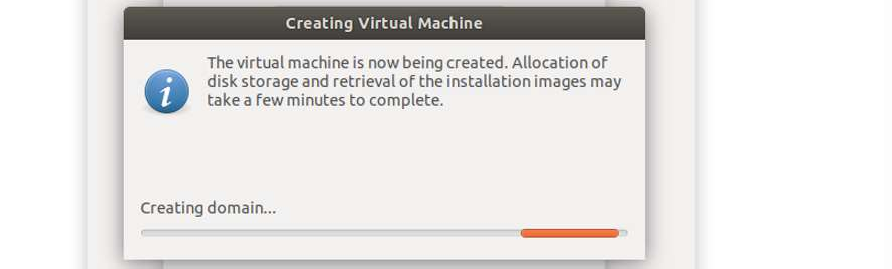 Creating Virtual Machine
The virtual machine is now being created. Allocation of
disk storage and retrieval of the installation images may
take a few minutes to complete.
Creating domain...